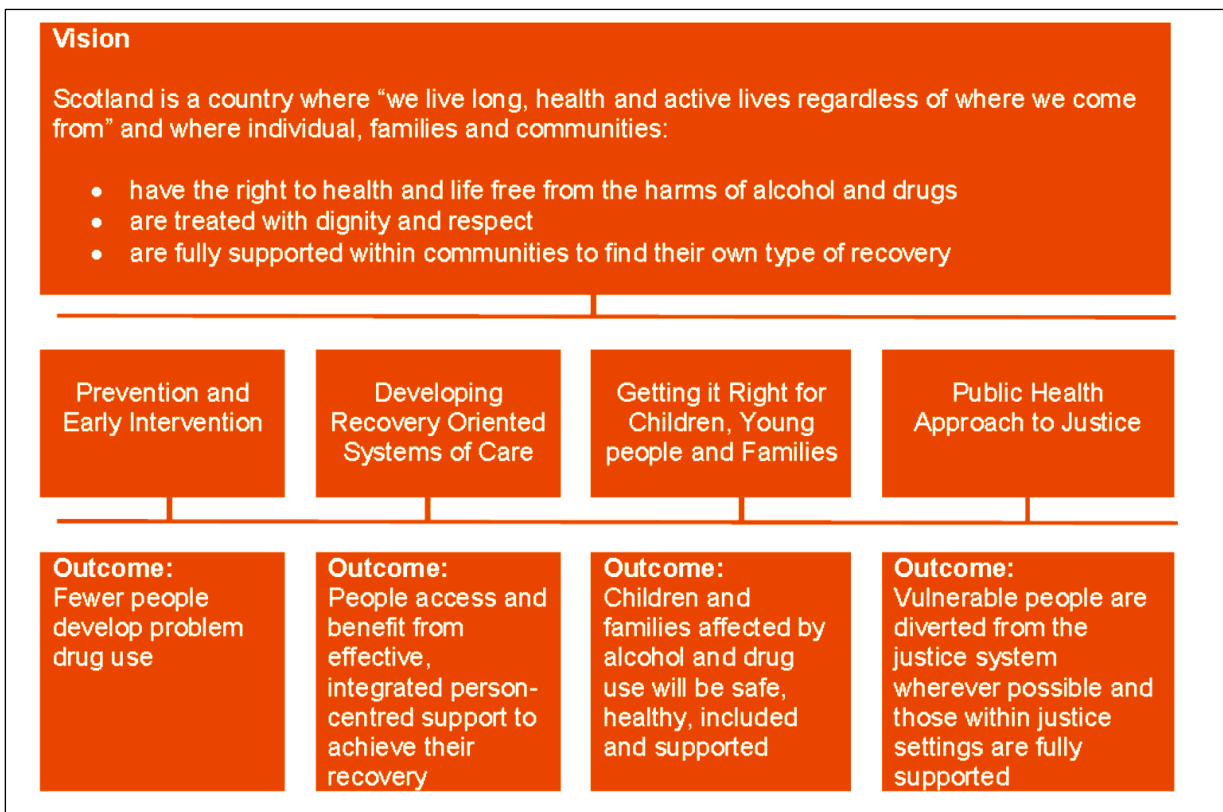 Vision
Scotland is a country where “we live long, health and active lives regardless of where we come
from” and where individual, families and communities:
● have the right to health and life free from the harms of alcohol and drugs
● are treated with dignity and respect
● are fully supported within communities to find their own type of recovery
Prevention and
Early Intervention
Developing
Recovery Oriented
Systems of Care
Getting it Right for
Children, Young
people and Families
Public Health
Approach to Justice
Outcome:
Fewer people
develop problem
drug use
Outcome:
People access and
benefit from
effective,
integrated person-
centred support to
achieve their
recovery
Outcome:
Children and
families affected by
alcohol and drug
use will be safe,
healthy, included
and supported
Outcome:
Vulnerable people are
diverted from the
justice system
wherever possible and
those within justice
settings are fully
supported